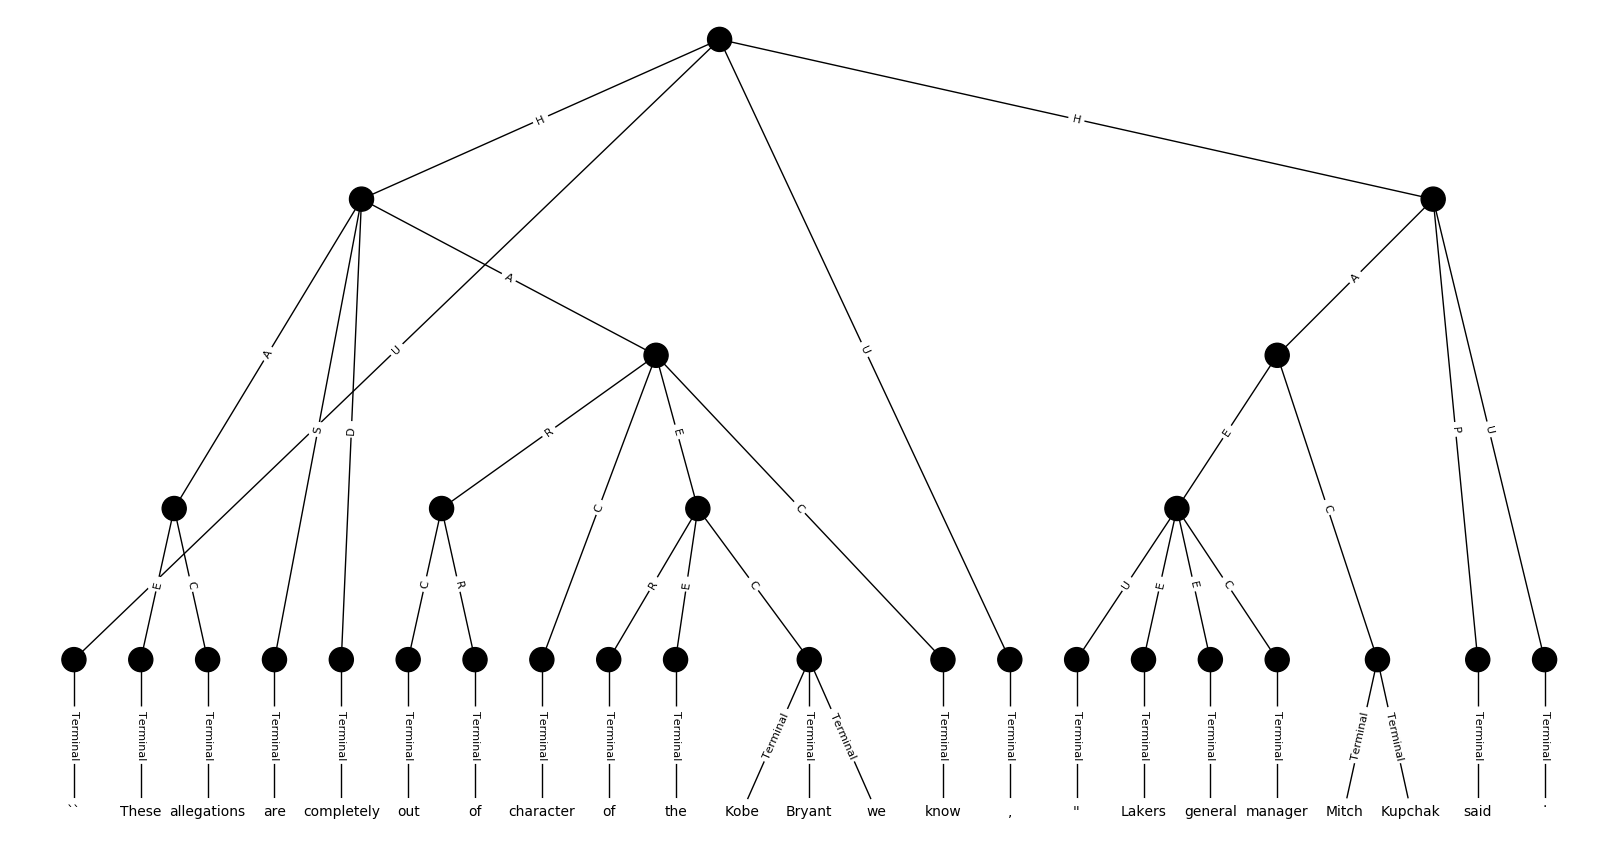 H
H
A
A
A
U
U
S
D
R
E
P
U
E
C
C
C
E
C
C
R
R
E
C
U
E
E
C
Terminal Terminal Terminal Terminal Terminal Terminal Terminal Terminal Terminal Terminal Terminal Terminal Terminal Terminal Terminal Terminal Terminal Terminal Terminal Terminal Terminal Terminal Terminal
`` These allegations are completely out of character of the Kobe Bryant we know , " Lakers general manager Mitch Kupchak said .